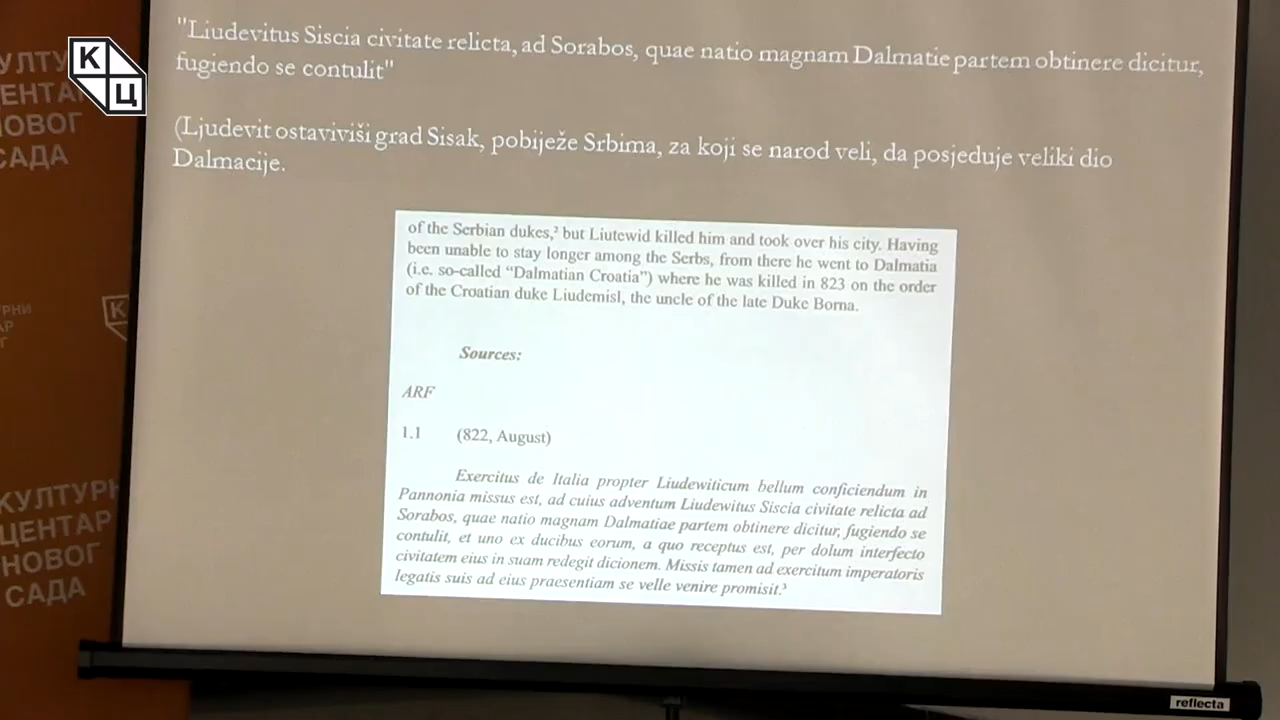 "Liudevitus Siscia civitate relicta, ad Sorabos, quae natio magnam Dalmatie partem obtinere dicitur,
fugiendo se contulit"
(Ljudevit ostaviviši grad Sisak, pobiježe Srbima, za koji se narod veli, da posjeduje veliki dio
Dalmacije.
of the Serbian dukes,² but Liutewid killed him and took over his city. Having
been unable to stay longer among the Serbs, from there he went to Dalmatia
(i.e. so-called “Dalmatian Croatia”) where he was killed in 823 on the order
of the Croatian duke Liudemisl, the uncle of the late Duke Borna.
Sources:
ARF
1.1 (822, August)
Exercitus de Italia propter Liudewiticum bellum conficiendum in
Pannonia missus est, ad cuius adventum Liudewitus Siscia civitate relicta ad
Sorabos, quae natio magnam Dalmatiae partem obtinere dicitur, fugiendo se
contulit, et uno ex ducibus eorum, a quo receptus est, per dolum interfecto
civitatem eius in suam redegit dicionem. Missis tamen ad exercitum imperatoris
legatis suis ad eius praesentiam se velle venire promisit.³
К
Ц
УЛТУ
ЕНТА
ОВОГ
САДА
РНИ
АР
Г
К
КУЛТУРН
ЦЕНТАР
НОВОГ
САДА
reflecta